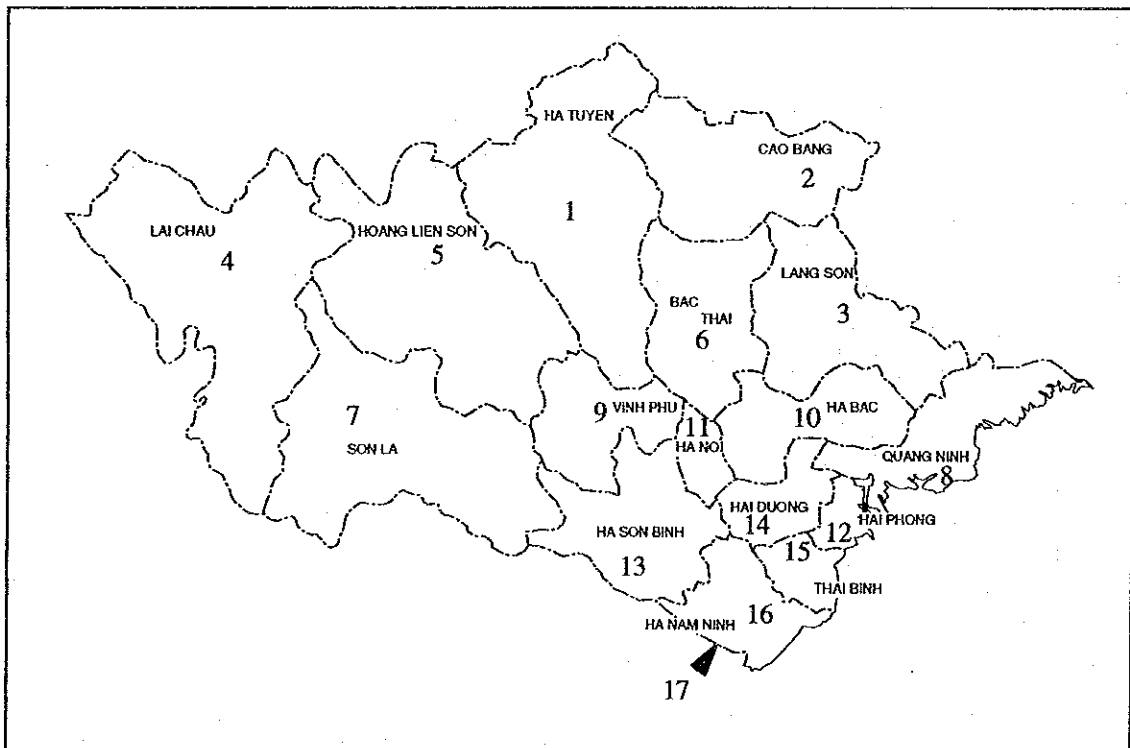 HA TUYEN
1
CAO BANG
2
LAI CHAU
4
HOANG LIEN SON
5
LANG SON
3
BAC
THAI
6
7
SON LA
9 VINH PHU
11
HA NOI
10
HA BAC
QUANG NINH
8
HAI DUONG
14
HAI PHONG
12
HA SON BINH
13
15
THAI BINH
HA NAM NINH
16
17